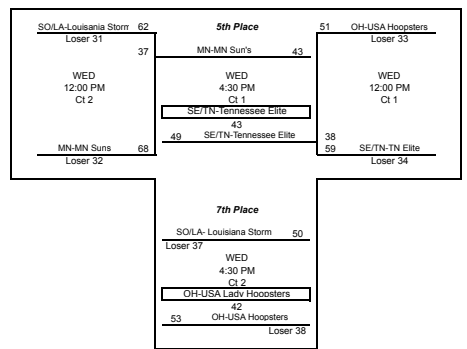 SO/LA-Louisania Storm 62 5th Place 51 OH-USA Hoopsters
Loser 31 Loser 33
37 MN-MN Sun's 43
WED WED WED
12:00 PM 4:30 PM 12:00 PM
Ct 2 Ct 1 Ct 1
SE/TN-Tennessee Elite
43
49 SE/TN-Tennessee Elite 38
MN-MN Suns 68 59 SE/TN-TN Elite
Loser 32 Loser 34
7th Place
SO/LA- Louisiana Storm 50
Loser 37
WED
4:30 PM
Ct 2
OH-USA Lady Hoopsters
42
53 OH-USA Hoopsters
Loser 38